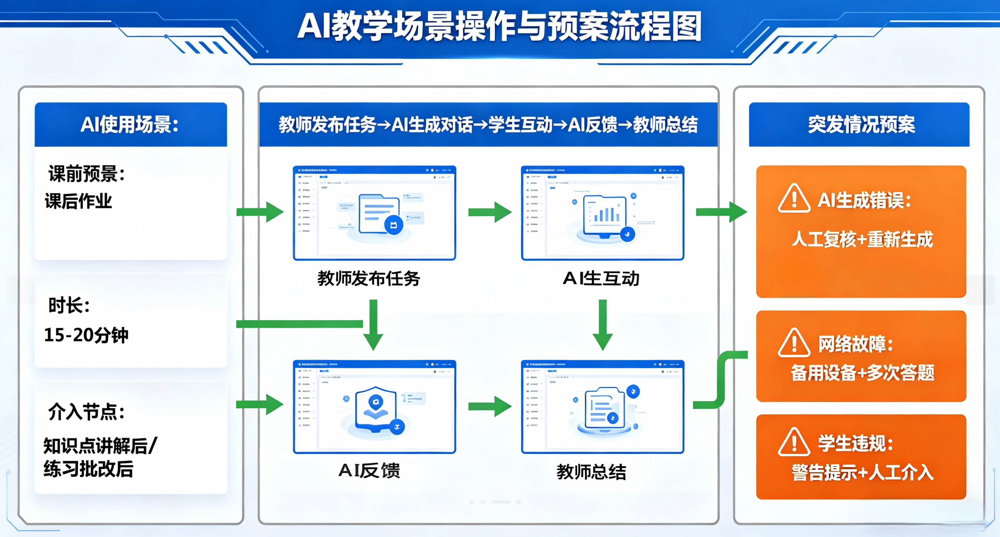 AI教学场景操作与预案流程图
AI使用场景：
课前预景：
课后作业
时长：
15-20分钟
介入节点：
知识点讲解后/
练习批改后
教师发布任务→AI生成对话→学生互动→AI反馈→教师总结
教师发布任务
AI生互动
AI反馈
教师总结
突发情况预案
AI生成错误：
人工复核+重新生成
网络故障：
备用设备+多次答题
学生违规：
警告提示+人工介入